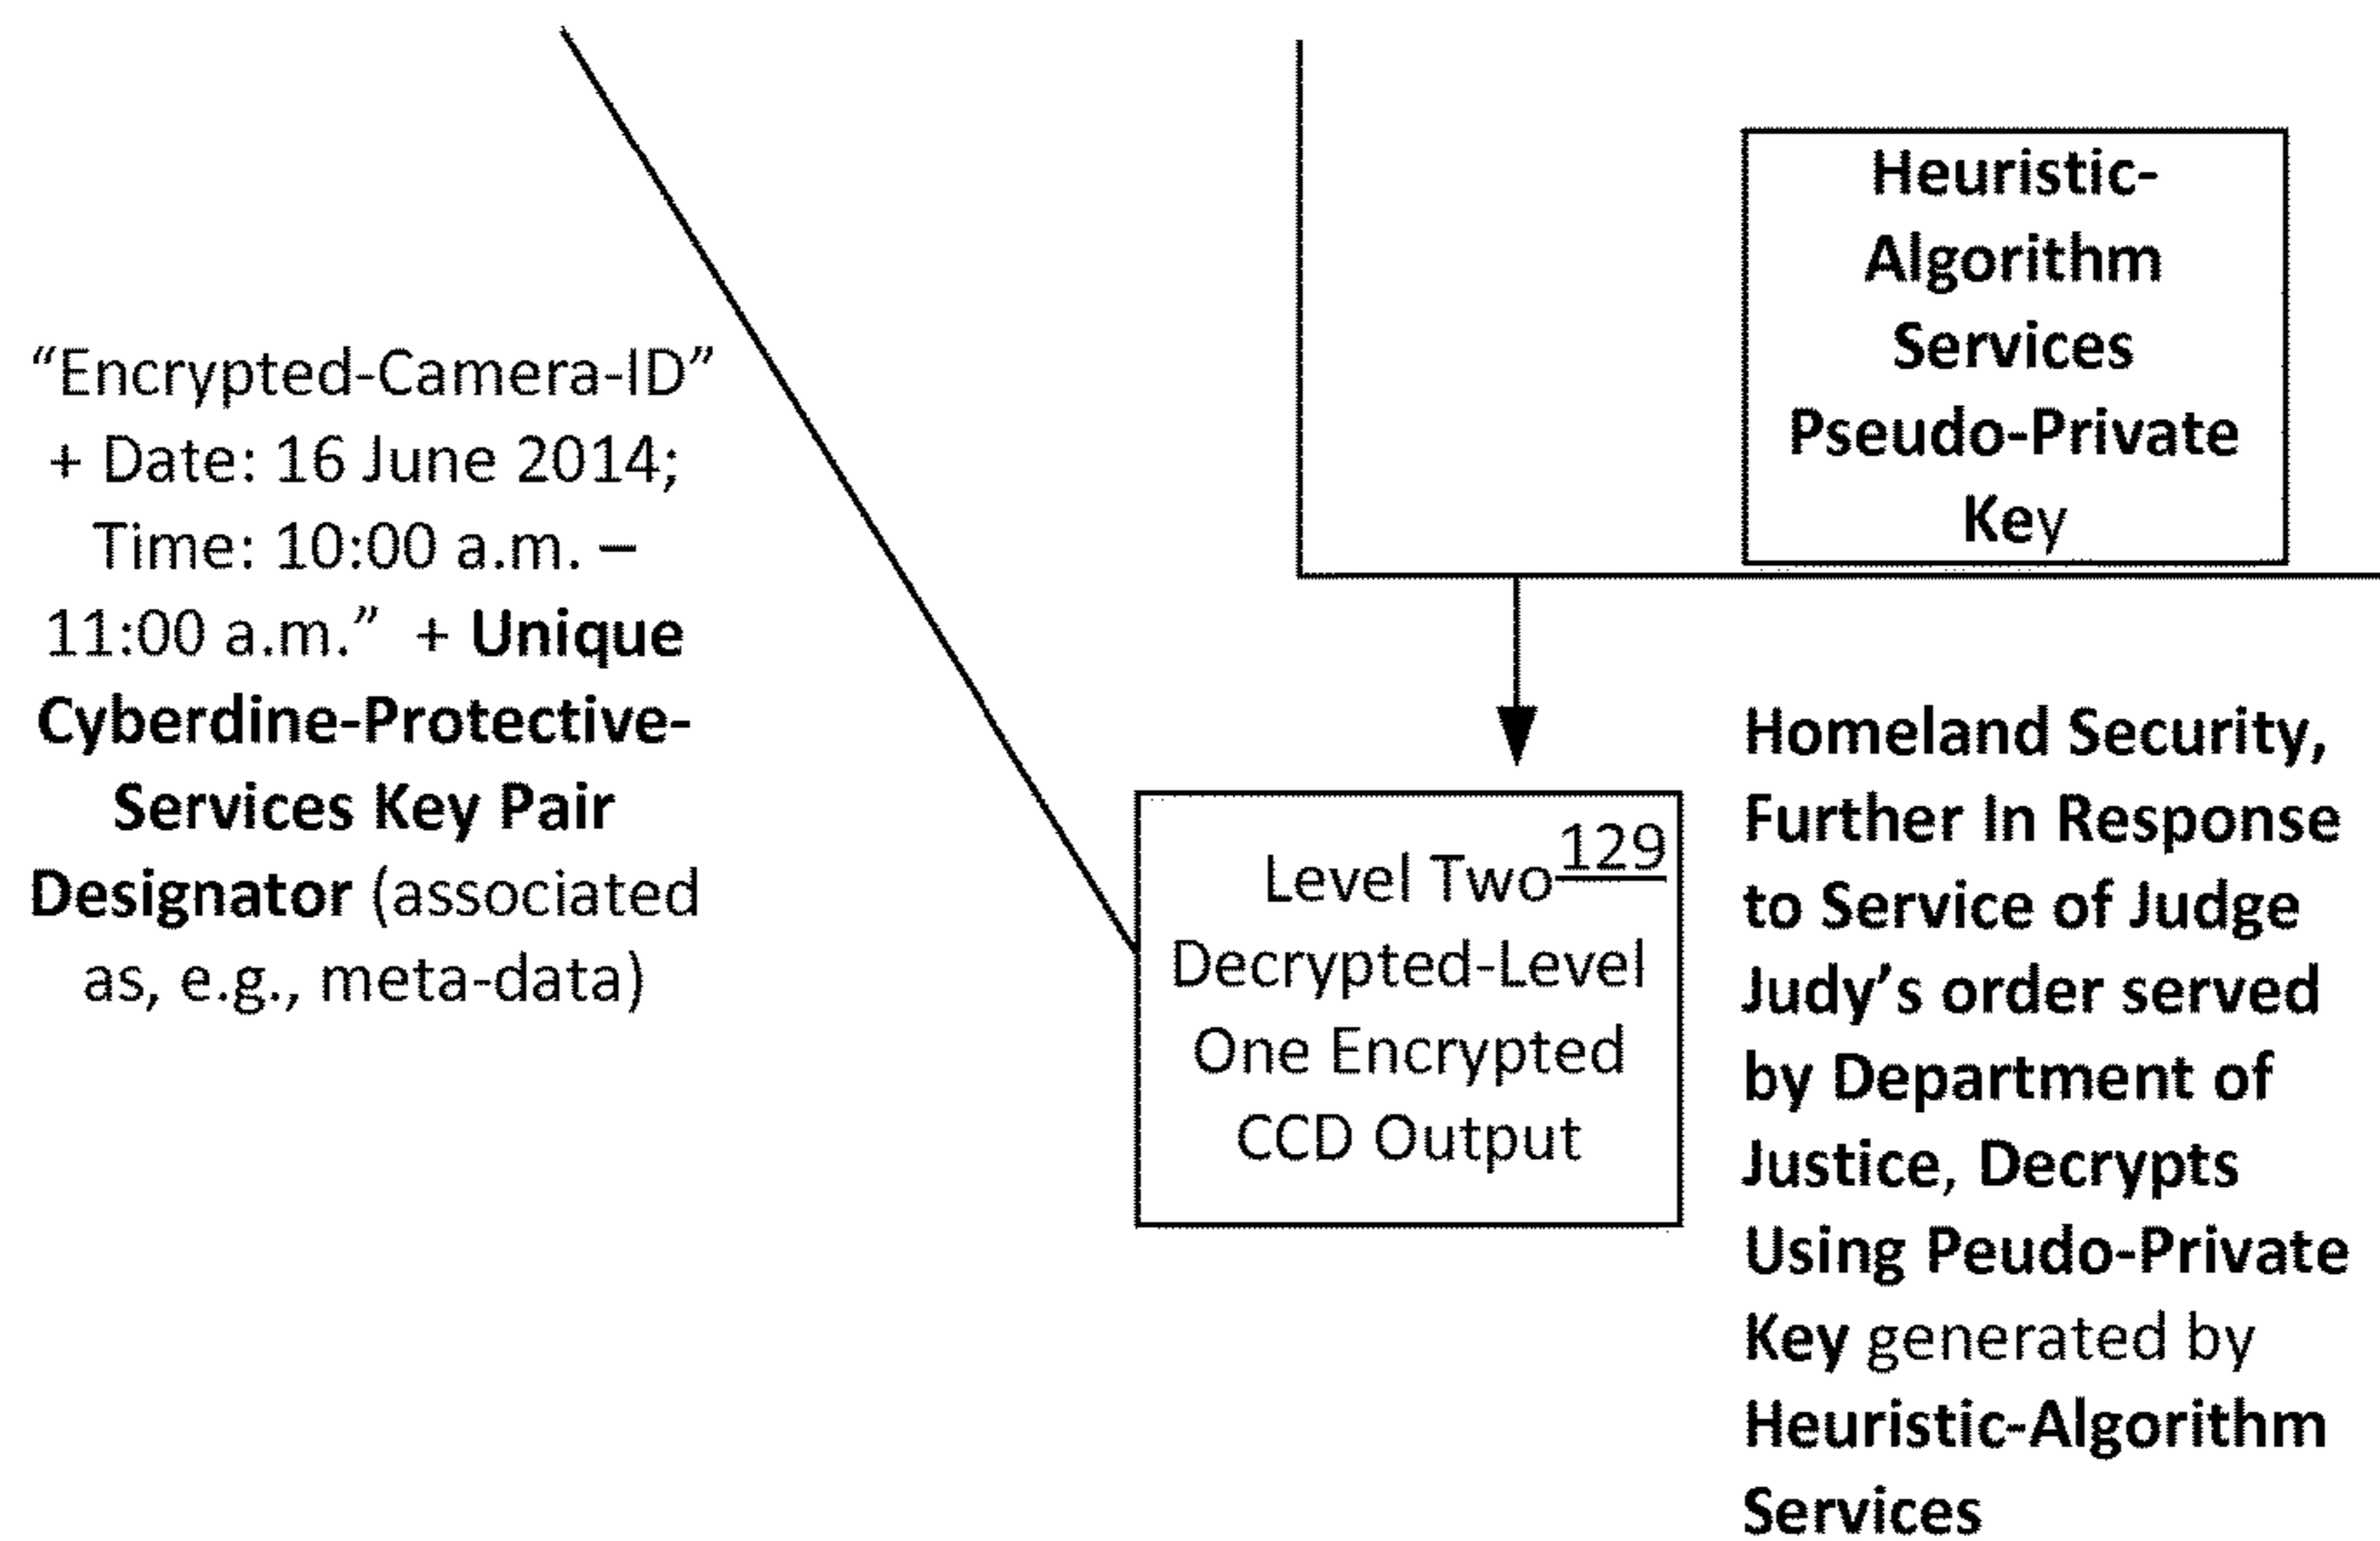 “Encrypted-Camera-ID”
+ Date: 16 June 2014;
Time: 10:00 a.m. –
11:00 a.m.” + Unique
Cyberdine-Protective-
Services Key Pair
Designator (associated
as, e.g., meta-data)
Heuristic-
Algorithm
Services
Pseudo-Private
Key
Level Two 129
Decrypted-Level
One Encrypted
CCD Output
Homeland Security,
Further In Response
to Service of Judge
Judy’s order served
by Department of
Justice, Decrypts
Using Peudo-Private
Key generated by
Heuristic-Algorithm
Services